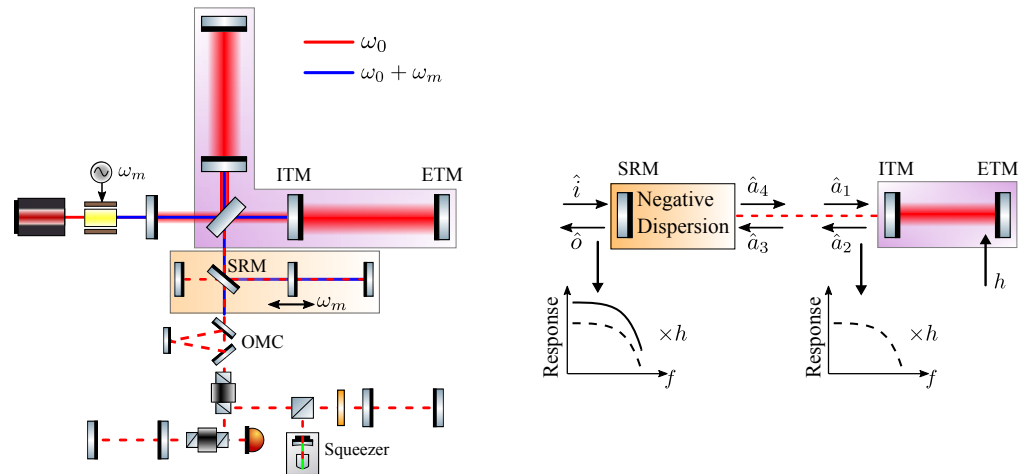 ω₀
ω₀ + ωₘ
ωₘ
ITM
ETM
SRM
ωₘ
OMC
Squeezer
SRM
ITM
ETM
î
Negative
Dispersion
â₄
â₁
ô
â₃
â₂
h
Response
×h
f
Response
×h
f